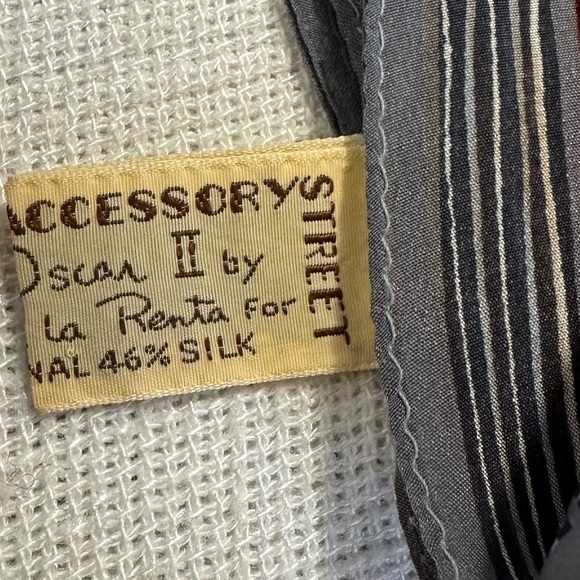 ACCESSORY
STREET
Oscar II by
la Renta For
NAL 46% SILK